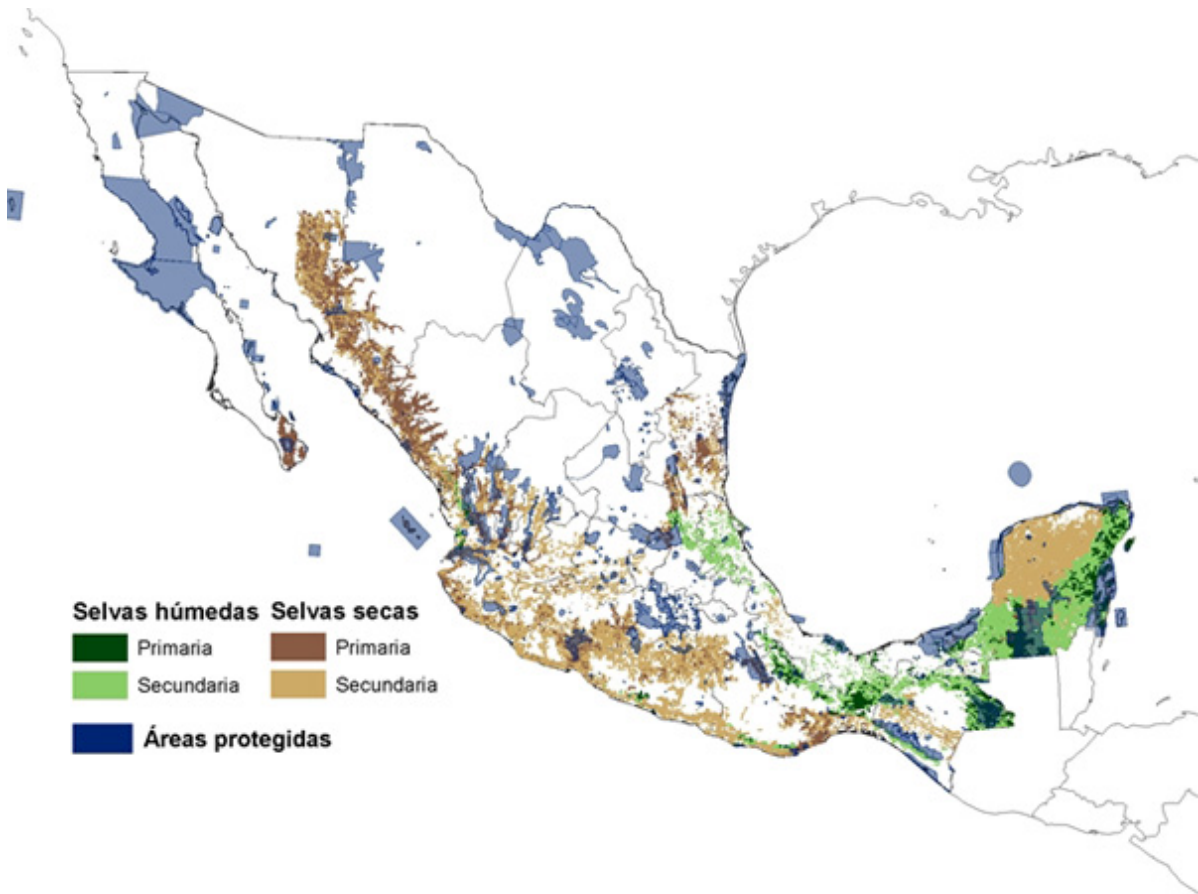 Selvas húmedas
Primaria
Secundaria
Selvas secas
Primaria
Secundaria
Áreas protegidas